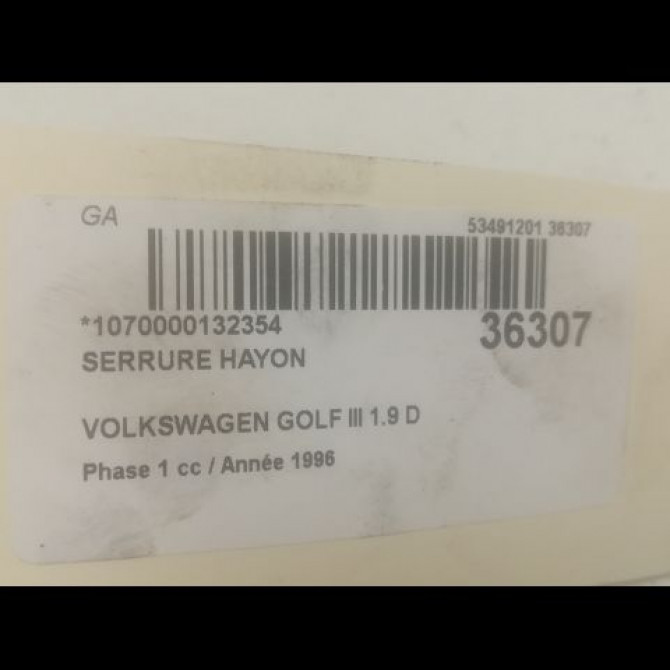 GA
53491201 36307
*1070000132354
36307
SERRURE HAYON
VOLKSWAGEN GOLF III 1.9 D
Phase 1 cc / Année 1996